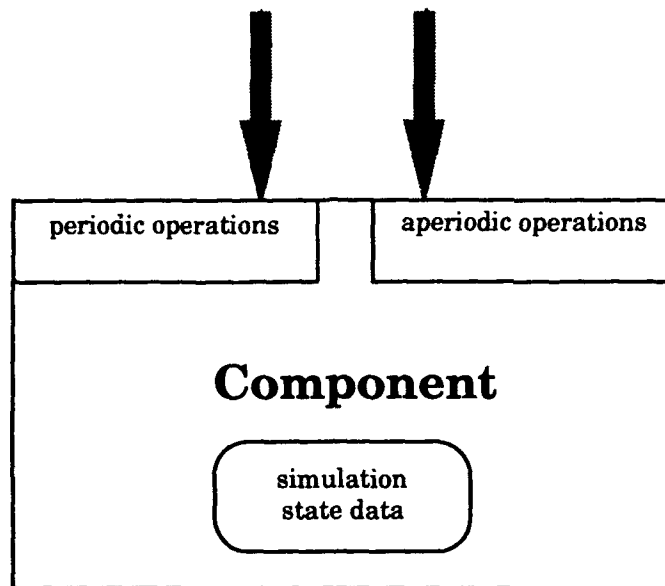 periodic operations
aperiodic operations
Component
simulation
state data